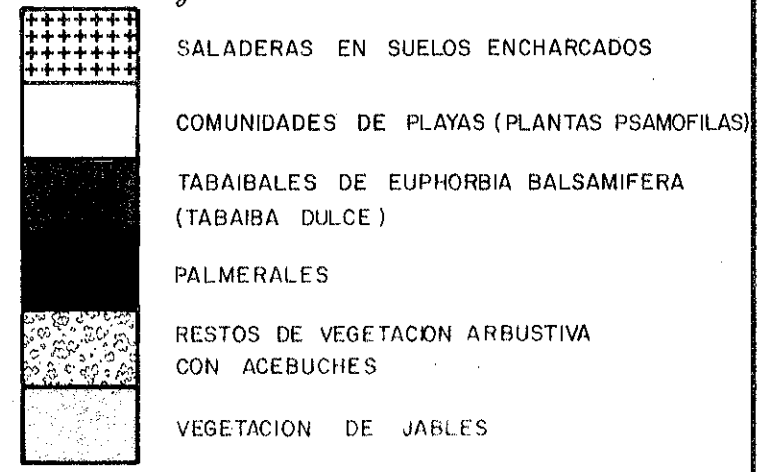 SALADERAS EN SUELOS ENCHARCADOS
COMUNIDADES DE PLAYAS (PLANTAS PSAMOFILAS)
TABAIBALES DE EUPHORBIA BALSAMIFERA
(TABAIBA DULCE)
PALMERALES
RESTOS DE VEGETACION ARBUSTIVA
CON ACEBUCHES
VEGETACION DE JABLES